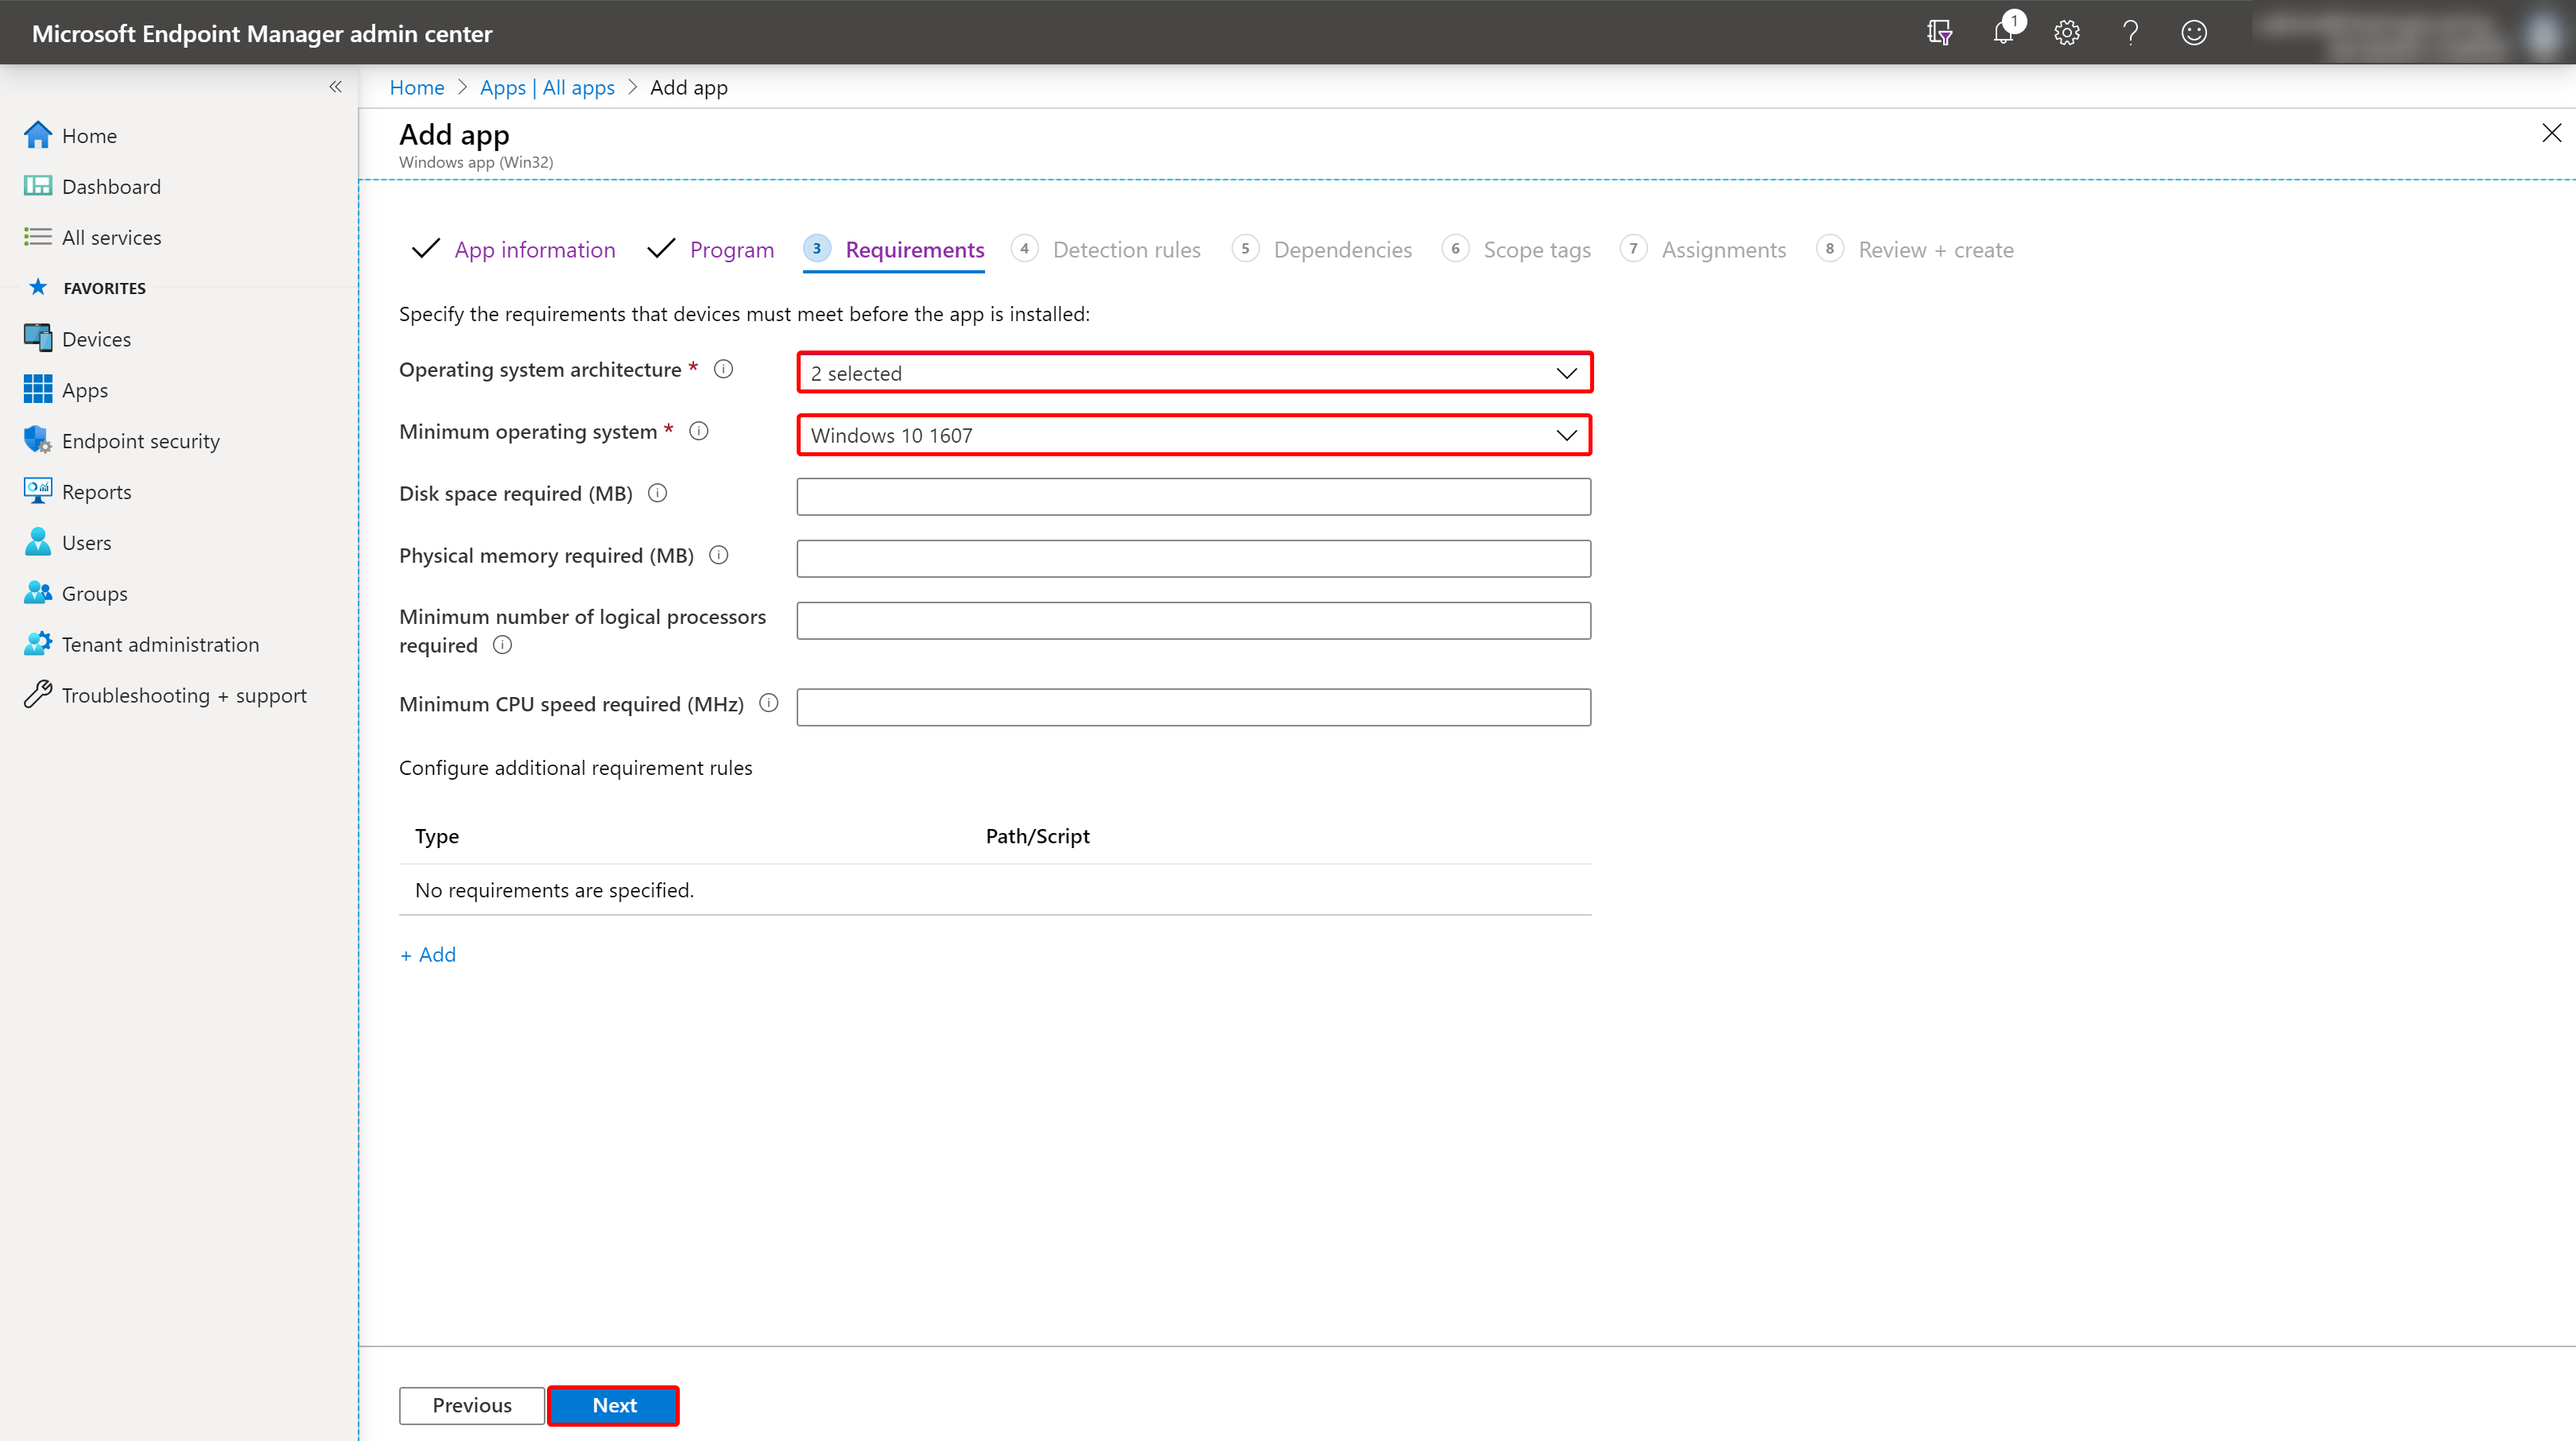 Microsoft Endpoint Manager admin center
1
Home
Apps | All apps
Add app
Home
Dashboard
All services
FAVORITES
Devices
Apps
Endpoint security
Reports
Users
Groups
Tenant administration
Troubleshooting + support
Add app
Windows app (Win32)
App information
Program
3 Requirements
4 Detection rules
5 Dependencies
6 Scope tags
7 Assignments
8 Review + create
Specify the requirements that devices must meet before the app is installed:
Operating system architecture *
2 selected
Minimum operating system *
Windows 10 1607
Disk space required (MB)
Physical memory required (MB)
Minimum number of logical processors
required
Minimum CPU speed required (MHz)
Configure additional requirement rules
Type
Path/Script
No requirements are specified.
+ Add
Previous
Next